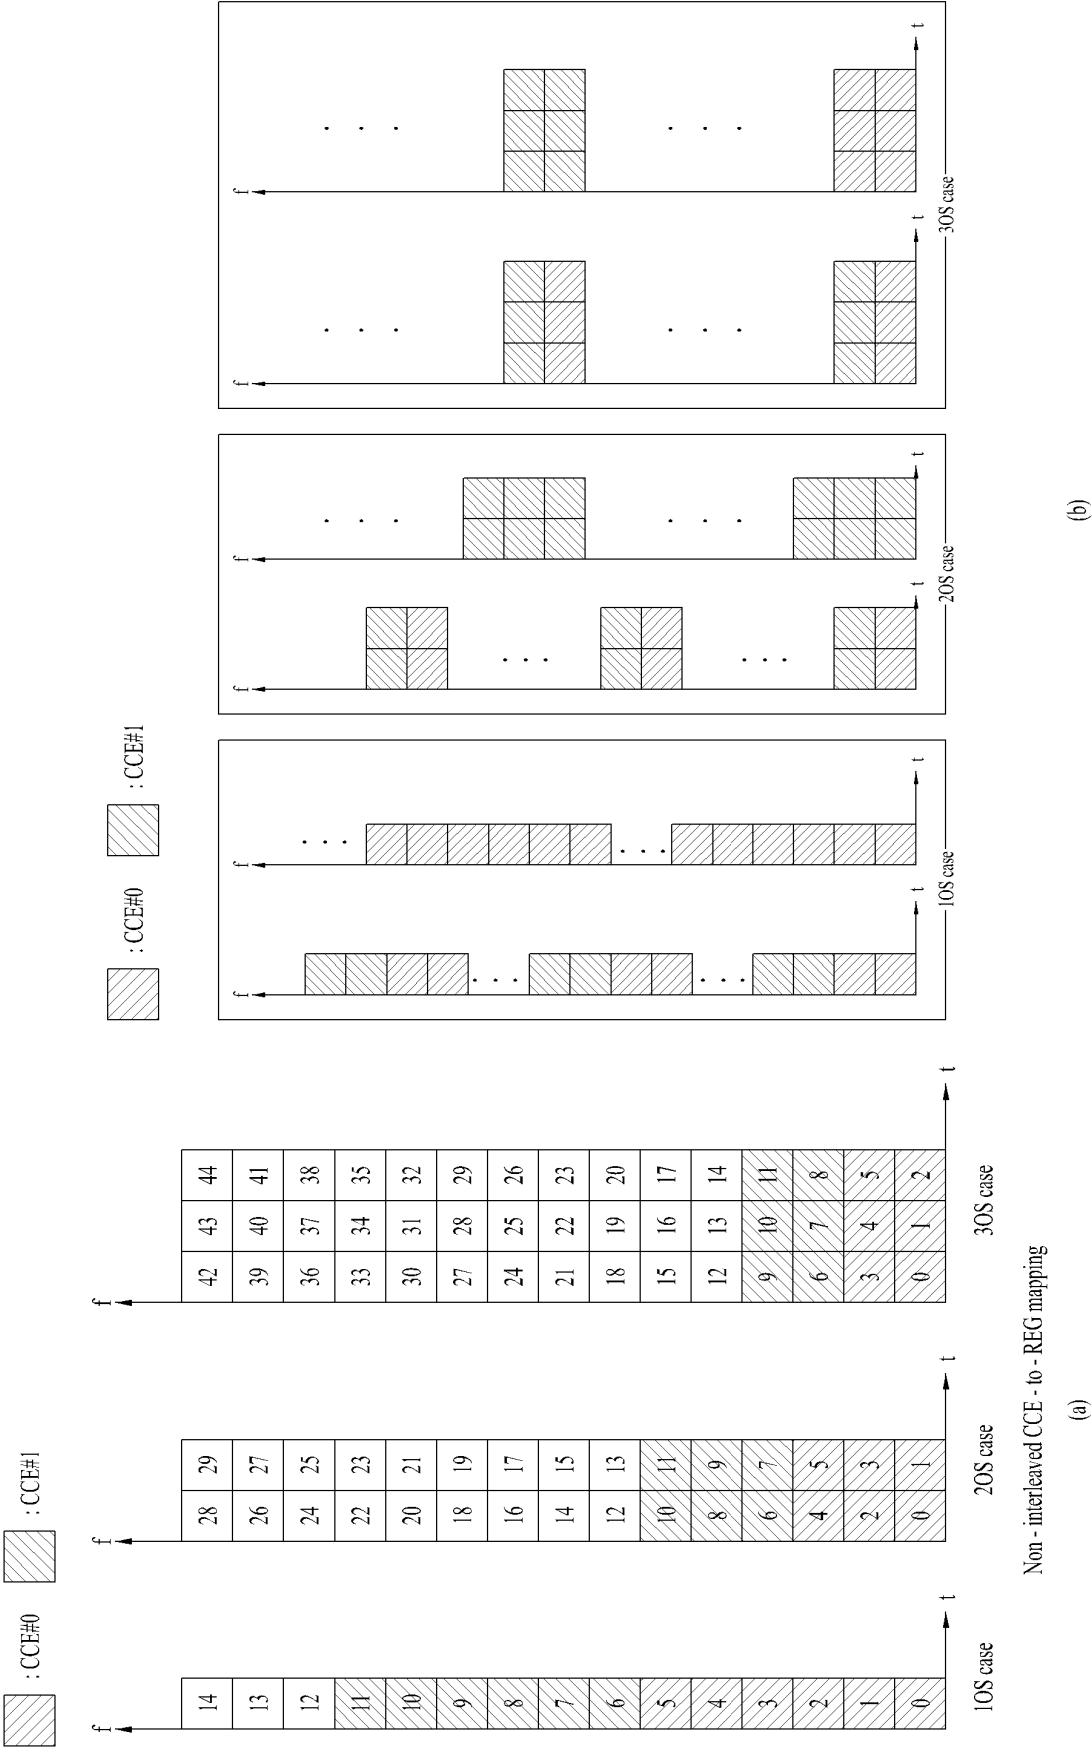 : CCE#0
: CCE#1
f
14
13
12
11
10
9
8
7
6
5
4
3
2
1
0
t
1OS case
f
28 29
26 27
24 25
22 23
20 21
18 19
16 17
14 15
12 13
10 11
8 9
6 7
4 5
2 3
0 1
t
2OS case
f
42 43 44
39 40 41
36 37 38
33 34 35
30 31 32
27 28 29
24 25 26
21 22 23
18 19 20
15 16 17
12 13 14
9 10 11
6 7 8
3 4 5
0 1 2
t
3OS case
Non - interleaved CCE - to - REG mapping
(a)
: CCE#0
: CCE#1
f
t
f
t
1OS case
f
t
f
t
2OS case
f
t
f
t
3OS case
(b)